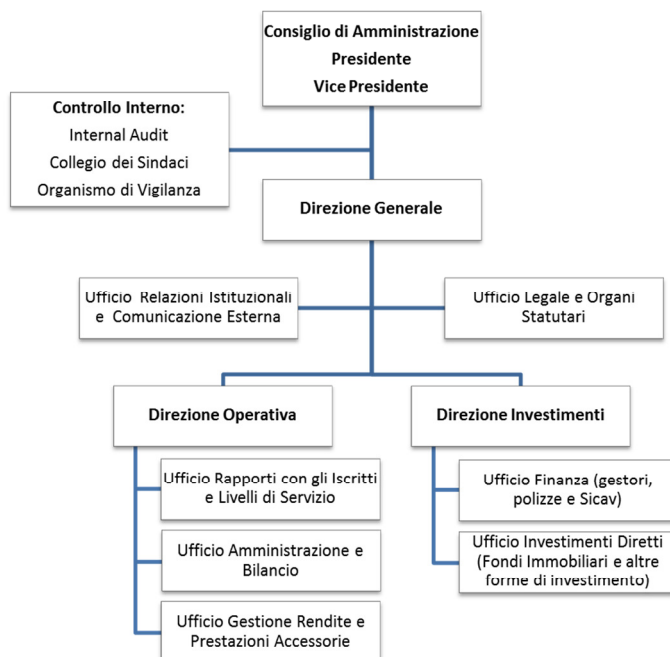 Consiglio di Amministrazione
Presidente
Vice Presidente
Controllo Interno:
Internal Audit
Collegio dei Sindaci
Organismo di Vigilanza
Direzione Generale
Ufficio Relazioni Istituzionali
e Comunicazione Esterna
Ufficio Legale e Organi
Statutari
Direzione Operativa
Ufficio Rapporti con gli Iscritti
e Livelli di Servizio
Ufficio Amministrazione e
Bilancio
Ufficio Gestione Rendite e
Prestazioni Accessorie
Direzione Investimenti
Ufficio Finanza (gestori,
polizze e Sicav)
Ufficio Investimenti Diretti
(Fondi Immobiliari e altre
forme di investimento)